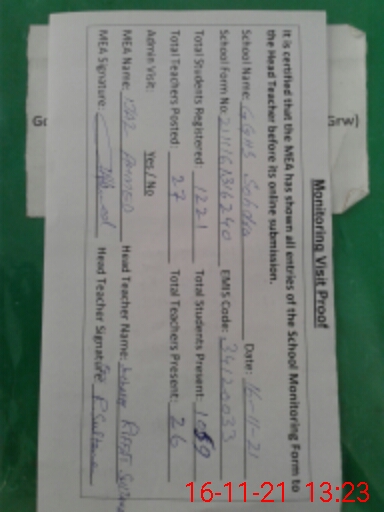 Monitoring Visit Proof
It is certified that the MEA has shown all entries of the School Monitoring Form to
the Head Teacher before its online submission.
School Name: GGHS Date: 16-11-21
School Form No: EMIS Code: 34120033
Total Students Registered: 1221 Total Students Present: 1059
Total Teachers Posted: 27 Total Teachers Present: 26
Admin Visit: Yes / No
MEA Name: Head Teacher Name: RIFFAT
MEA Signature: Head Teacher Signature
Grw)
16-11-21 13:23